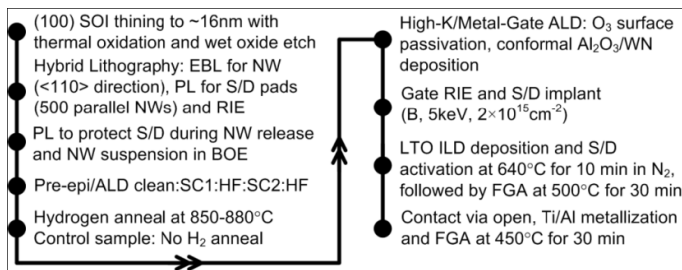 (100) SOI thining to ~16nm with
thermal oxidation and wet oxide etch
Hybrid Lithography: EBL for NW
(<110> direction), PL for S/D pads
(500 parallel NWs) and RIE
PL to protect S/D during NW release
and NW suspension in BOE
Pre-epi/ALD clean:SC1:HF:SC2:HF
Hydrogen anneal at 850-880°C
Control sample: No H₂ anneal
High-K/Metal-Gate ALD: O₃ surface
passivation, conformal Al₂O₃/WN
deposition
Gate RIE and S/D implant
(B, 5keV, 2×10¹⁵cm⁻²)
LTO ILD deposition and S/D
activation at 640°C for 10 min in N₂,
followed by FGA at 500°C for 30 min
Contact via open, Ti/Al metallization
and FGA at 450°C for 30 min